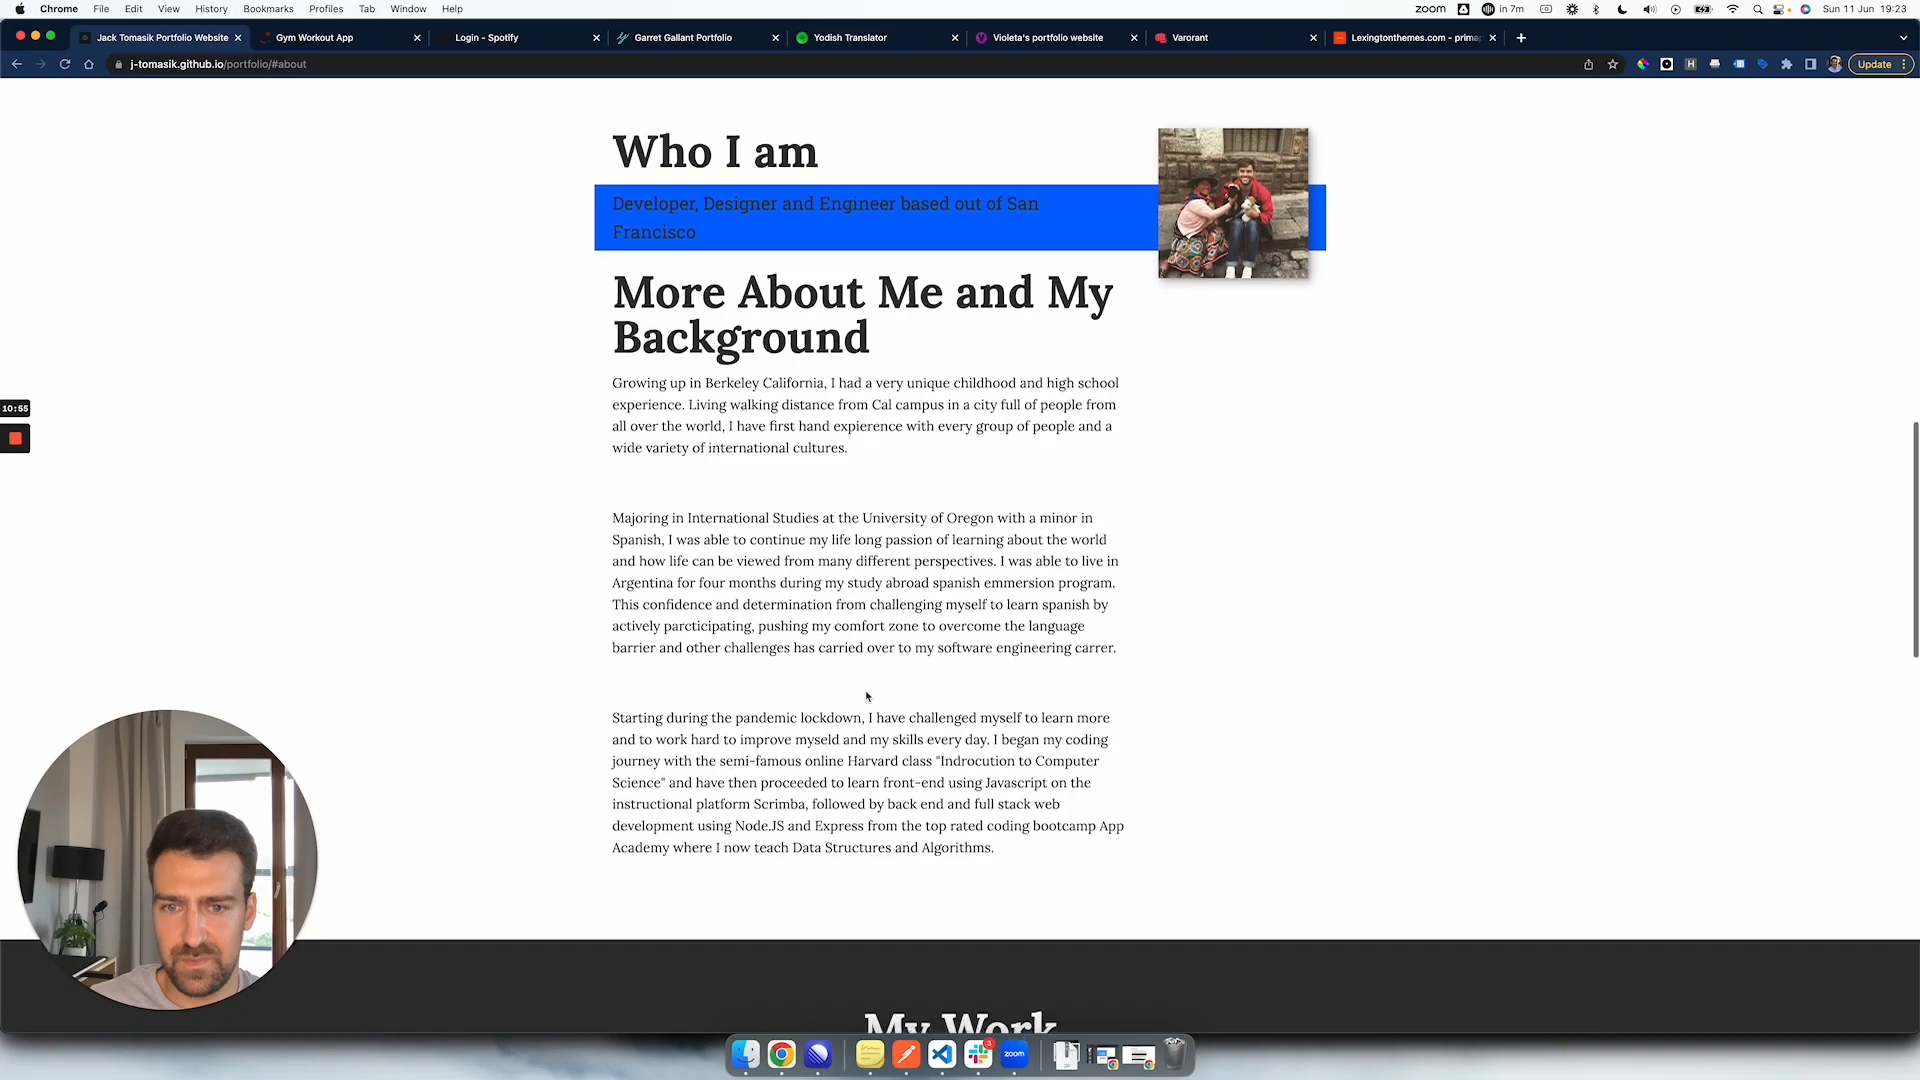 Chrome File Edit View History Bookmarks Profiles Tab Window Help
zoom in 7m Sun 11 Jun 19:23
Jack Tomasik Portfolio Website
Gym Workout App
Login - Spotify
Garret Gallant Portfolio
Yodish Translator
Violeta's portfolio website
Varorant
Lexingtonthemes.com - prima
j-tomasik.github.io/portfolio/#about
Update
Who I am
Developer, Designer and Engineer based out of San
Francisco
More About Me and My
Background
Growing up in Berkeley California, I had a very unique childhood and high school
experience. Living walking distance from Cal campus in a city full of people from
all over the world, I have first hand expierence with every group of people and a
wide variety of international cultures.
10:55
Majoring in International Studies at the University of Oregon with a minor in
Spanish, I was able to continue my life long passion of learning about the world
and how life can be viewed from many different perspectives. I was able to live in
Argentina for four months during my study abroad spanish emmersion program.
This confidence and determination from challenging myself to learn spanish by
actively parcticipating, pushing my comfort zone to overcome the language
barrier and other challenges has carried over to my software engineering carrer.
Starting during the pandemic lockdown, I have challenged myself to learn more
and to work hard to improve myseld and my skills every day. I began my coding
journey with the semi-famous online Harvard class "Indrocution to Computer
Science" and have then proceeded to learn front-end using Javascript on the
instructional platform Scrimba, followed by back end and full stack web
development using Node.JS and Express from the top rated coding bootcamp App
Academy where I now teach Data Structures and Algorithms.
My Work
3
zoom